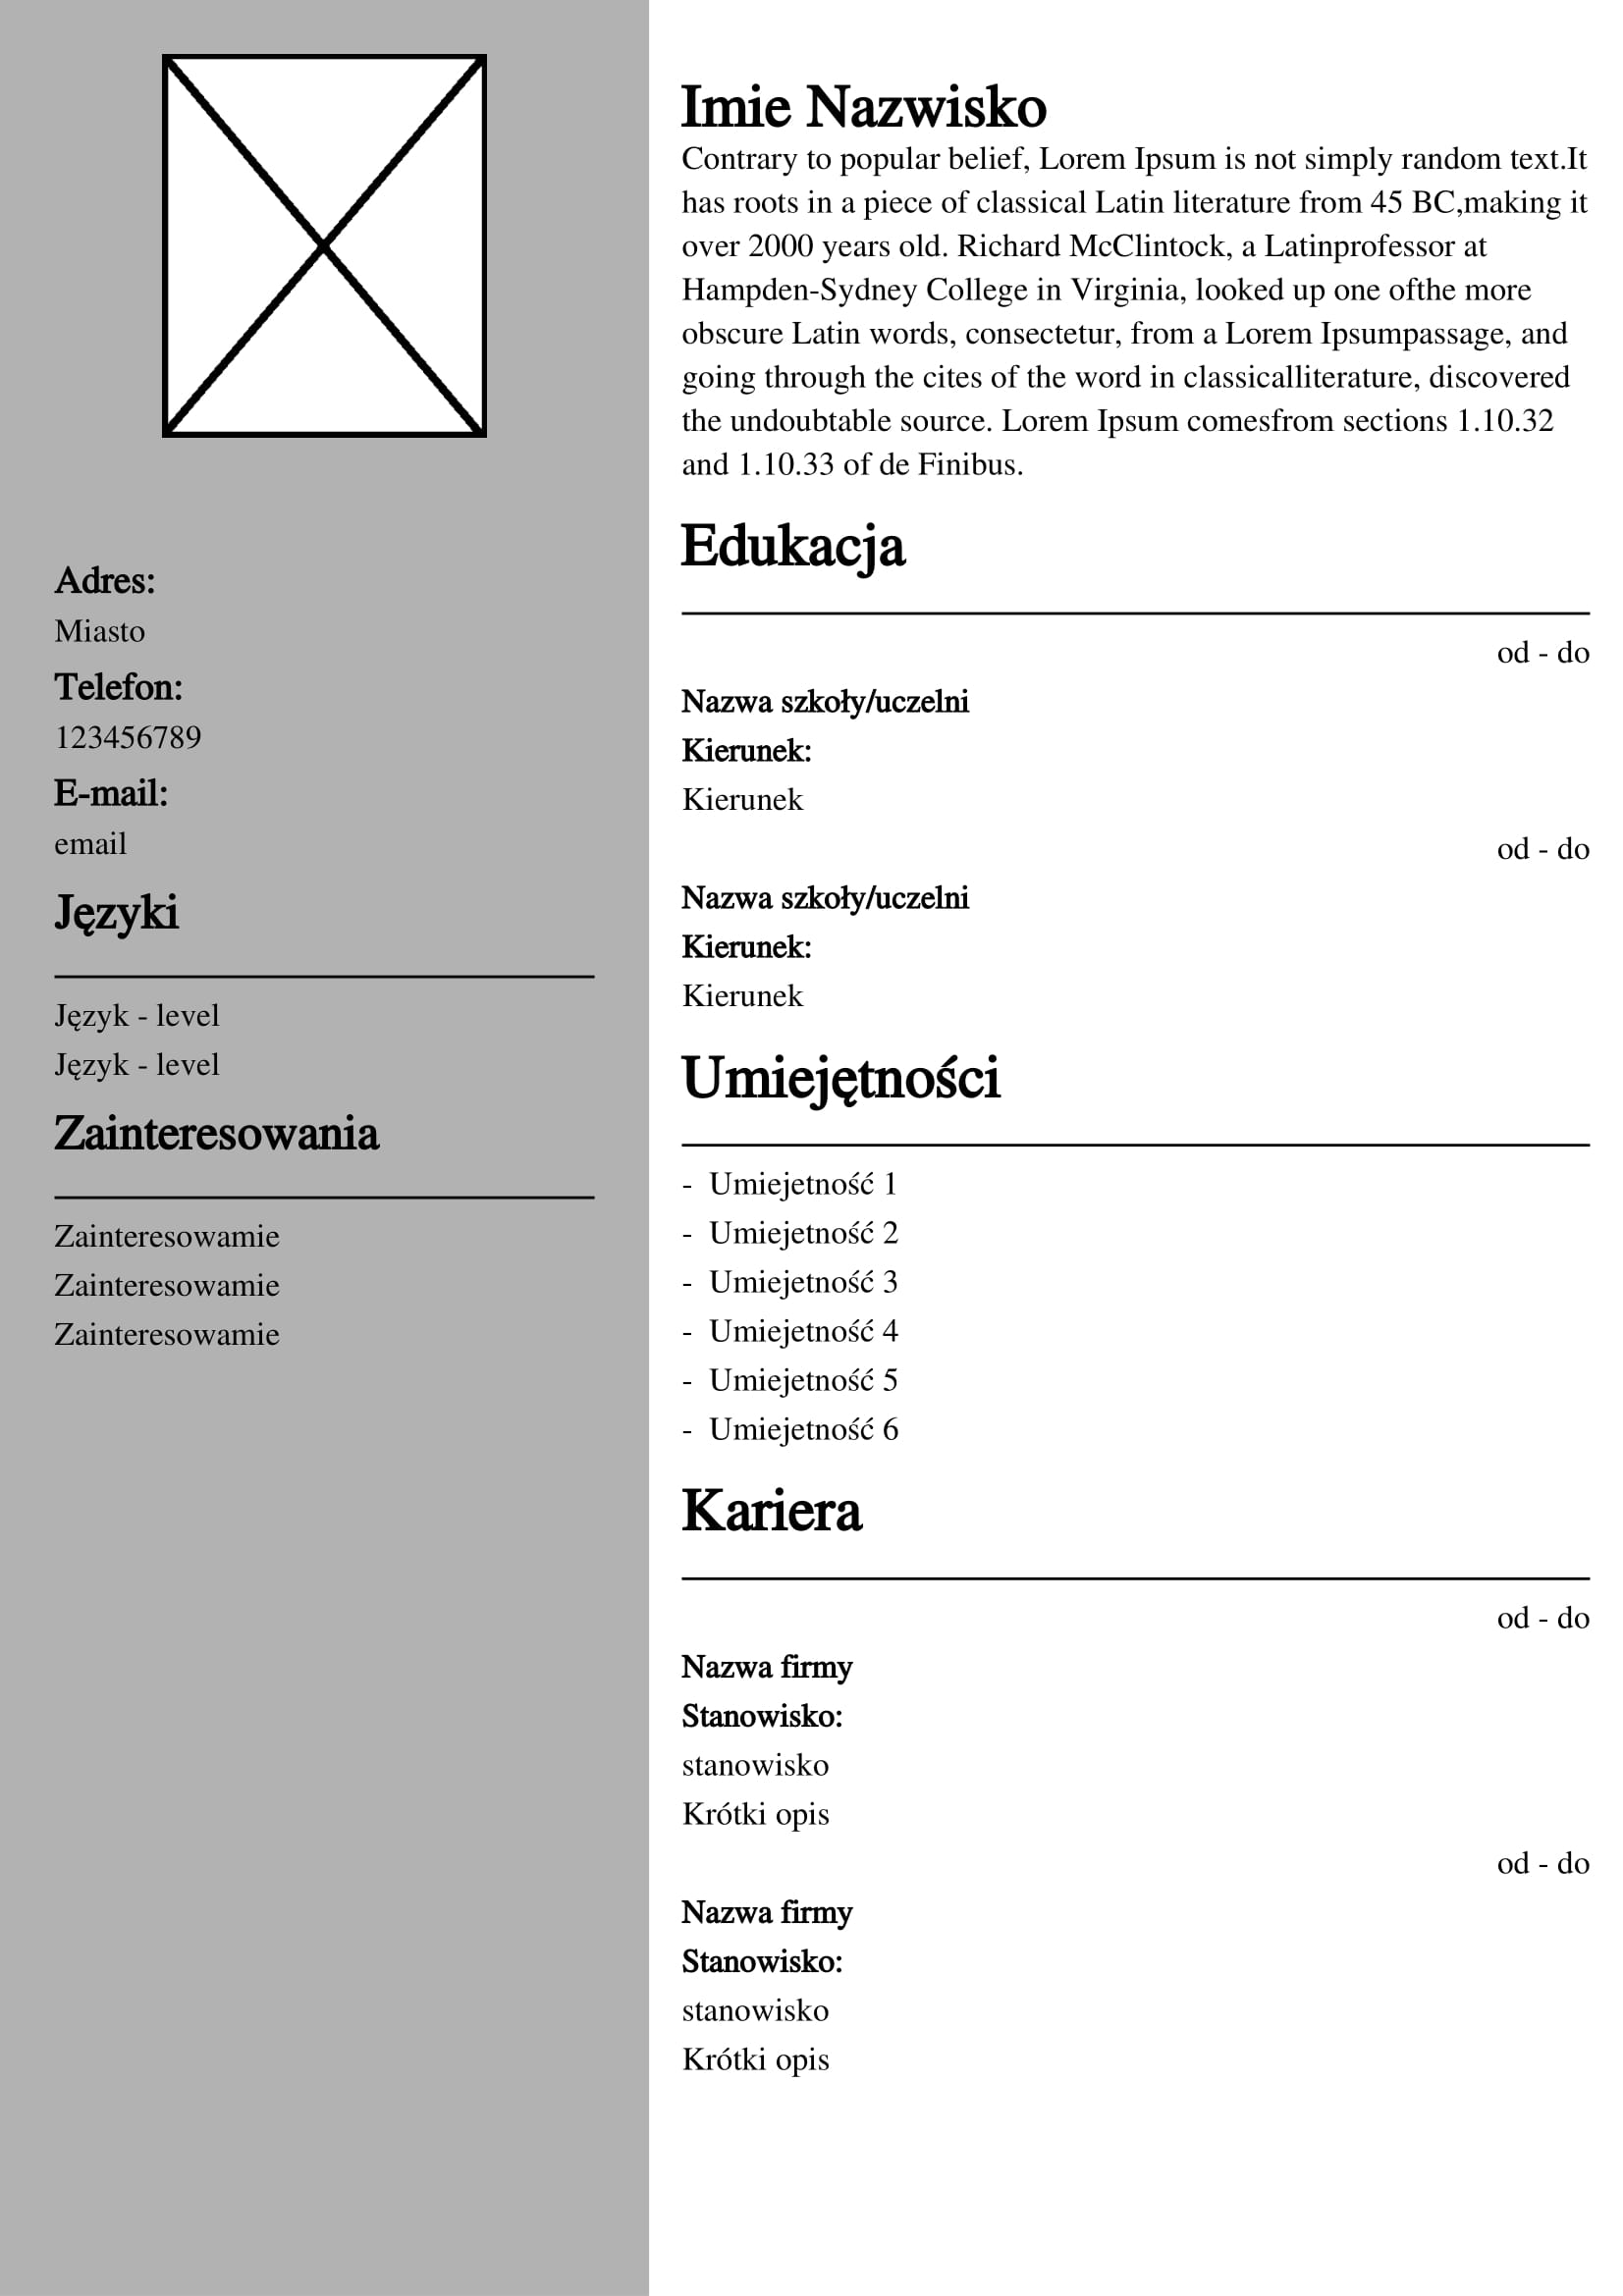 Adres:
Miasto
Telefon:
123456789
E-mail:
email
Języki
Język - level
Język - level
Zainteresowania
Zainteresowamie
Zainteresowamie
Zainteresowamie
Imie Nazwisko
Contrary to popular belief, Lorem Ipsum is not simply random text.It
has roots in a piece of classical Latin literature from 45 BC,making it
over 2000 years old. Richard McClintock, a Latinprofessor at
Hampden-Sydney College in Virginia, looked up one ofthe more
obscure Latin words, consectetur, from a Lorem Ipsumpassage, and
going through the cites of the word in classicalliterature, discovered
the undoubtable source. Lorem Ipsum comesfrom sections 1.10.32
and 1.10.33 of de Finibus.
Edukacja
od - do
Nazwa szkoły/uczelni
Kierunek:
Kierunek
od - do
Nazwa szkoły/uczelni
Kierunek:
Kierunek
Umiejętności
- Umiejetność 1
- Umiejetność 2
- Umiejetność 3
- Umiejetność 4
- Umiejetność 5
- Umiejetność 6
Kariera
od - do
Nazwa firmy
Stanowisko:
stanowisko
Krótki opis
od - do
Nazwa firmy
Stanowisko:
stanowisko
Krótki opis